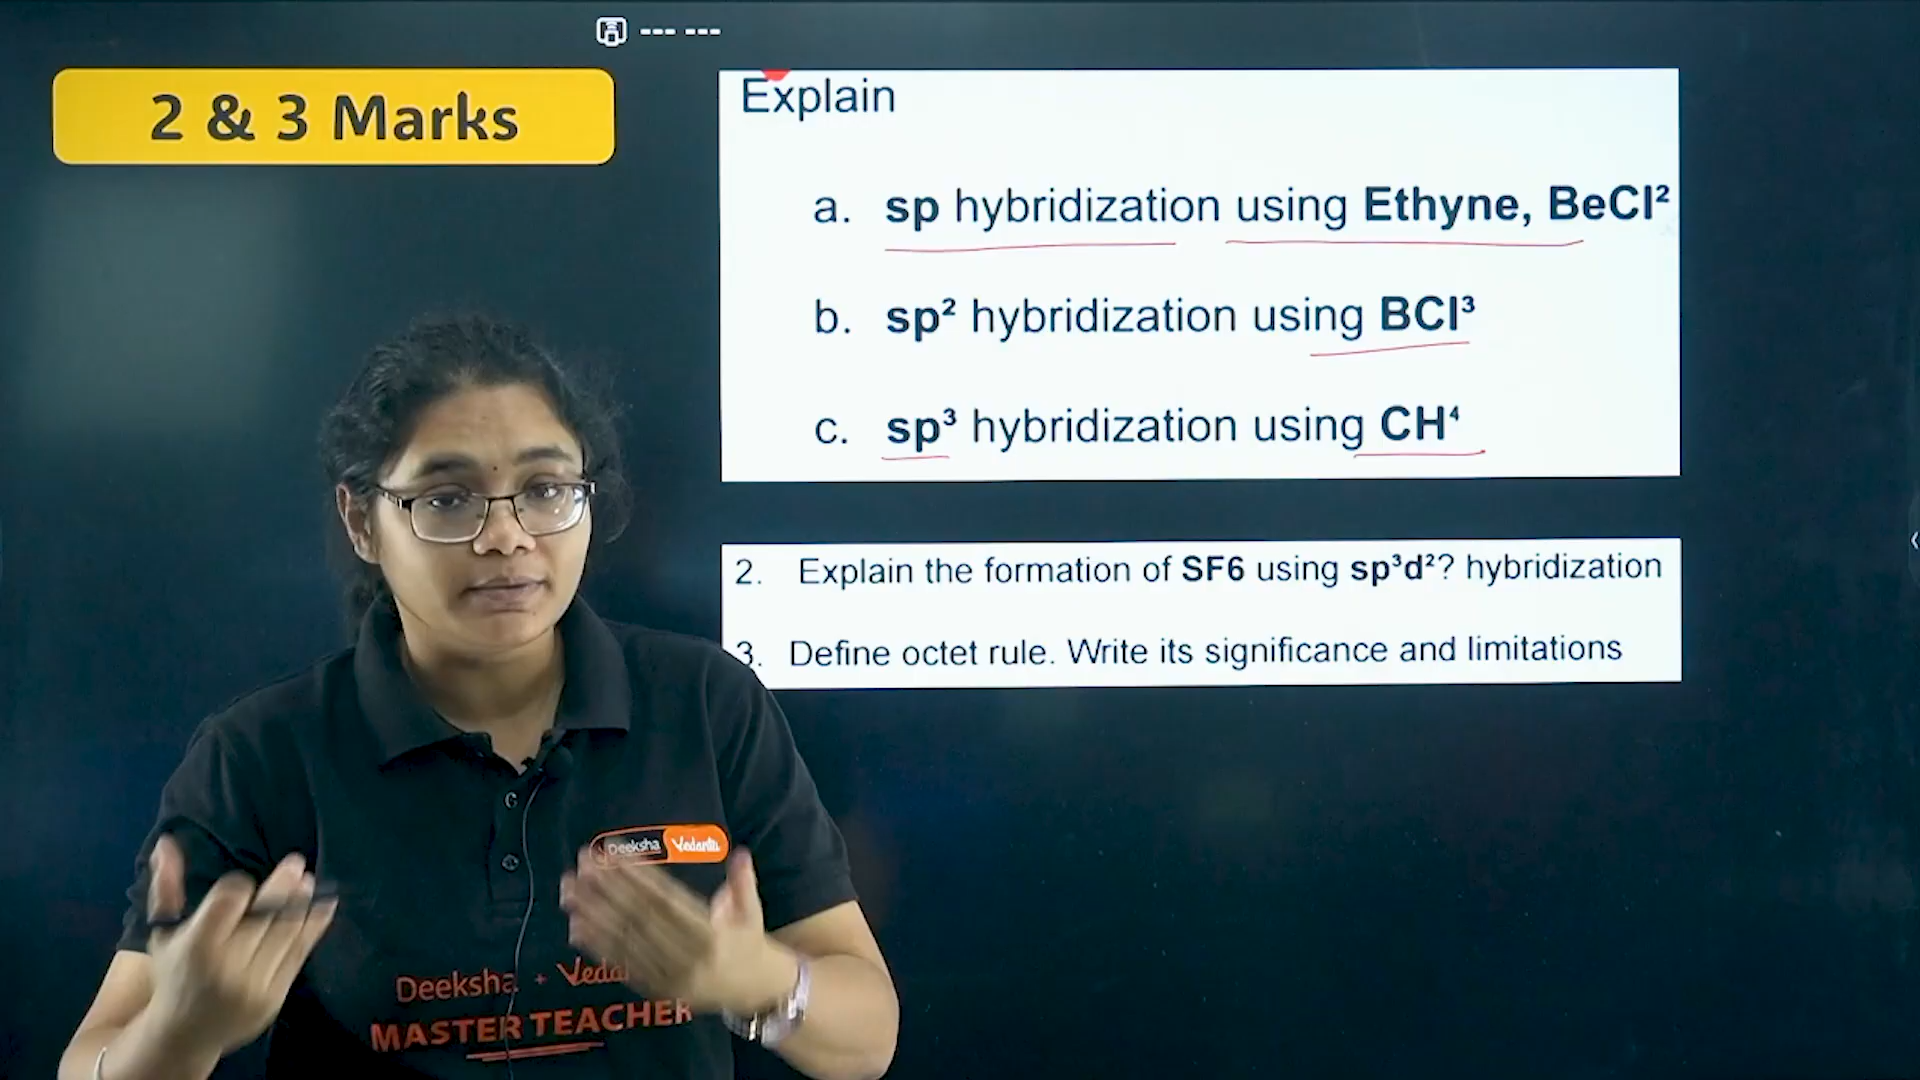 --- ---
2 & 3 Marks
Explain
a. sp hybridization using Ethyne, BeCl²
b. sp² hybridization using BCl³
c. sp³ hybridization using CH⁴
2. Explain the formation of SF6 using sp³d²? hybridization
3. Define octet rule. Write its significance and limitations
Deeksha Vedantu
Deeksha + Veda
MASTER TEACHER